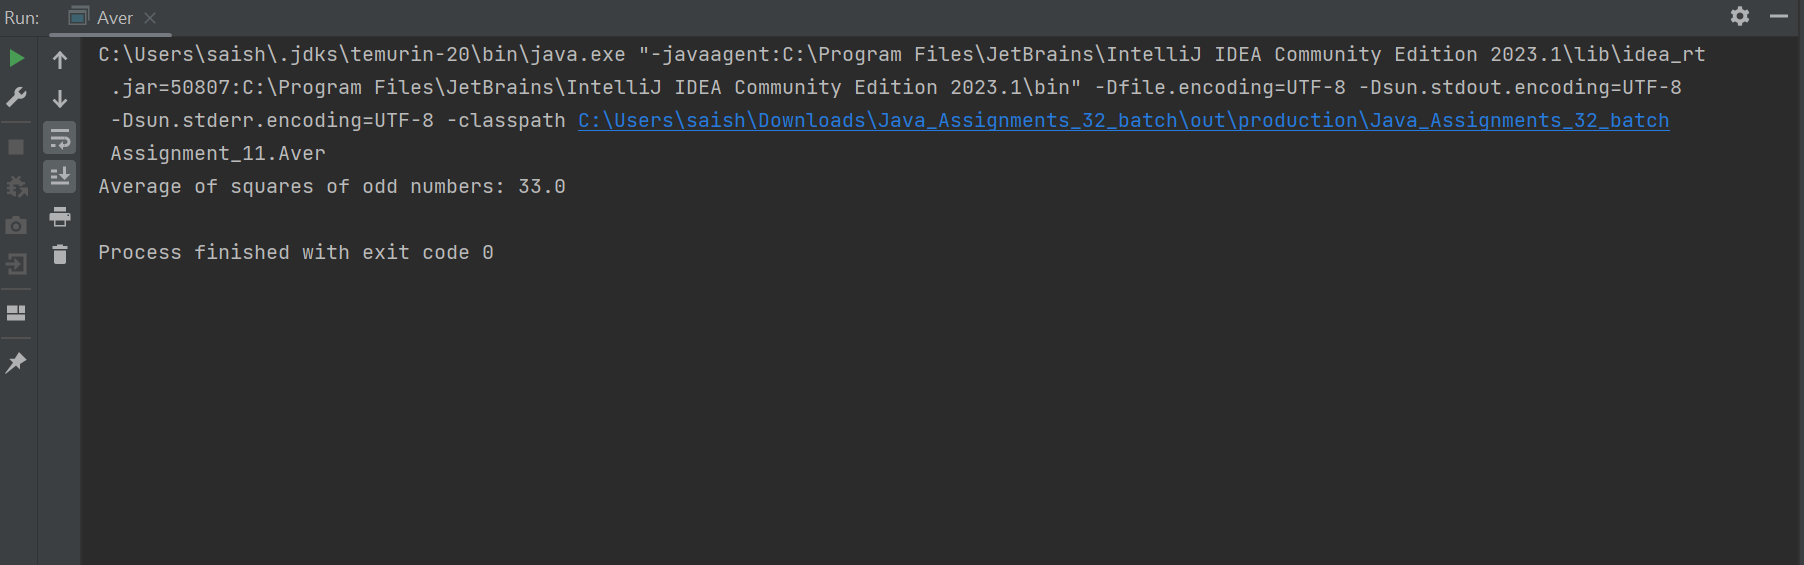 Run: Aver
C:\Users\saish\.jdks\temurin-20\bin\java.exe "-javaagent:C:\Program Files\JetBrains\IntelliJ IDEA Community Edition 2023.1\lib\idea_rt
.jar=50807:C:\Program Files\JetBrains\IntelliJ IDEA Community Edition 2023.1\bin" -Dfile.encoding=UTF-8 -Dsun.stdout.encoding=UTF-8
-Dsun.stderr.encoding=UTF-8 -classpath C:\Users\saish\Downloads\Java_Assignments_32_batch\out\production\Java_Assignments_32_batch
Assignment_11.Aver
Average of squares of odd numbers: 33.0
Process finished with exit code 0